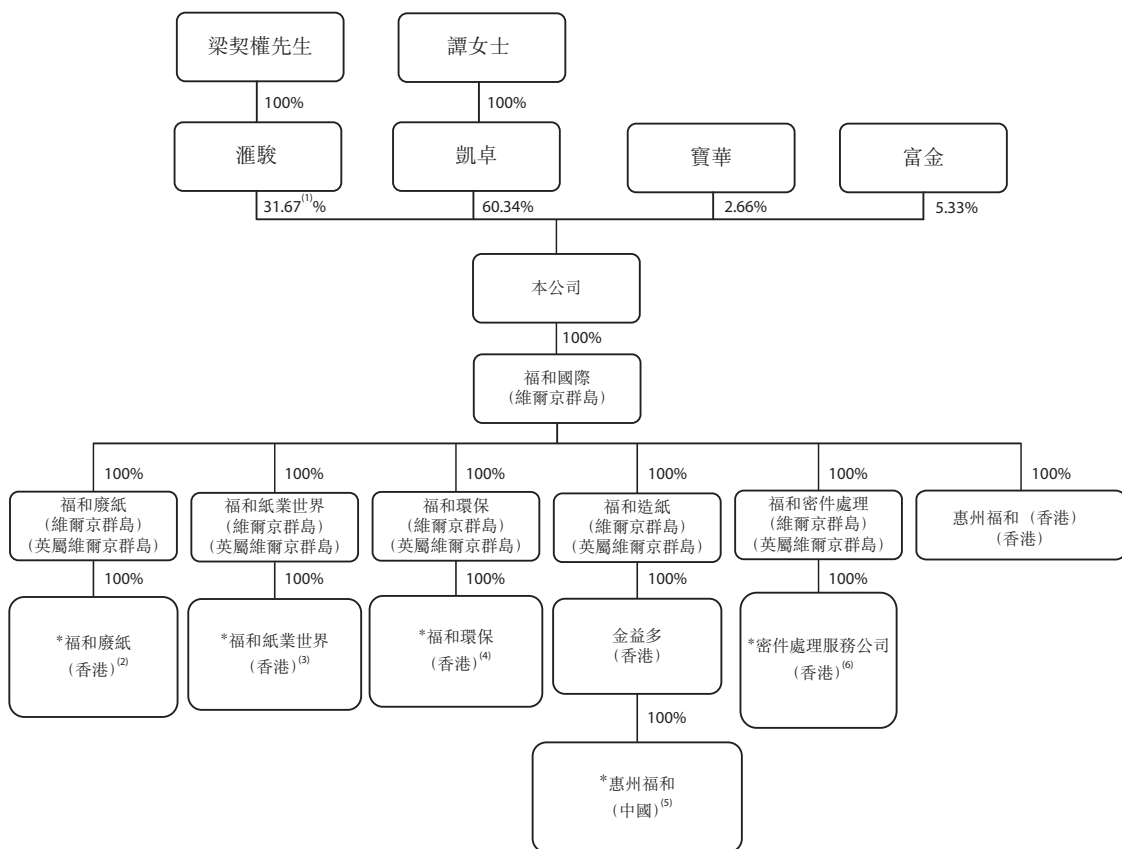 梁契權先生
譚女士
100%
100%
滙駿
凱卓
寶華
富金
31.67(1)%
60.34%
2.66%
5.33%
本公司
100%
福和國際
(維爾京群島)
100%
100%
100%
100%
100%
100%
福和廢紙
(維爾京群島)
(英屬維爾京群島)
福和紙業世界
(維爾京群島)
(英屬維爾京群島)
福和環保
(維爾京群島)
(英屬維爾京群島)
福和造紙
(維爾京群島)
(英屬維爾京群島)
福和密件處理
(維爾京群島)
(英屬維爾京群島)
惠州福和（香港）
(香港)
100%
100%
100%
100%
100%
*福和廢紙
(香港)(2)
*福和紙業世界
(香港)(3)
*福和環保
(香港)(4)
金益多
(香港)
*密件處理服務公司
(香港)(6)
100%
*惠州福和
(中國)(5)